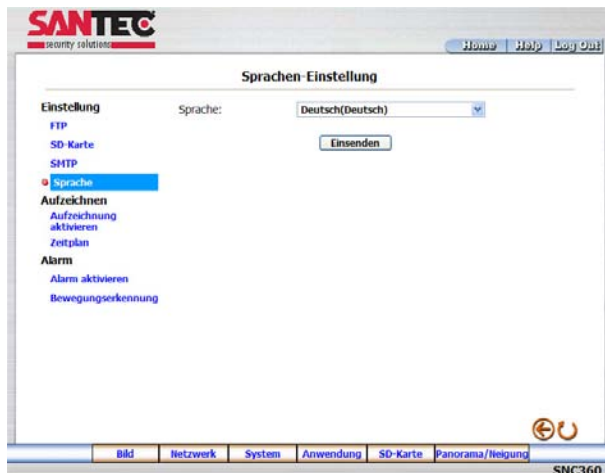 SANTEC
security solutions
Home Help Log Out
Sprachen-Einstellung
Einstellung
Sprache: Deutsch(Deutsch)
FTP
Einsenden
SD-Karte
SMTP
Sprache
Aufzeichnen
Aufzeichnung
aktivieren
Zeitplan
Alarm
Alarm aktivieren
Bewegungserkennung
Bild Netzwerk System Anwendung SD-Karte Panorama/Neigung
SNC360